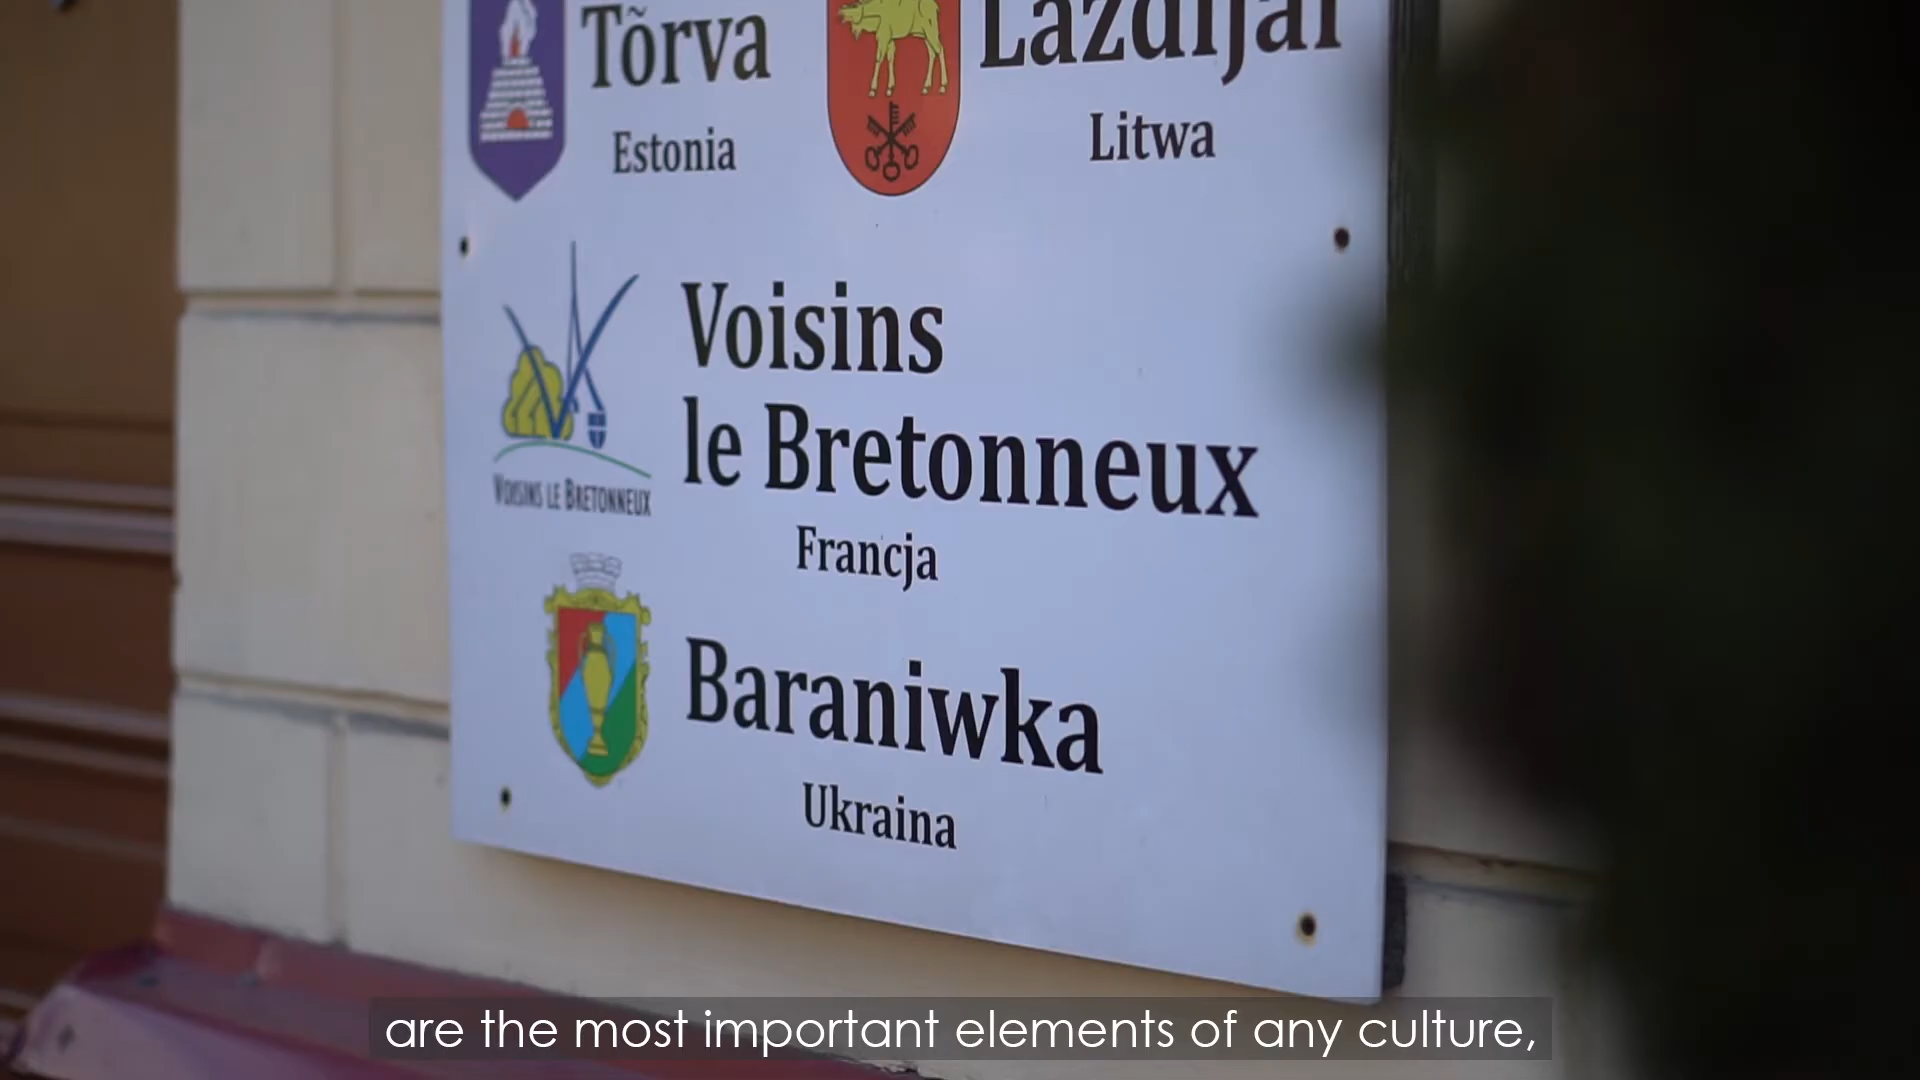 Tõrva
Estonia
Lazdijai
Litwa
Voisins
le Bretonneux
VOISINS LE BRETONNEUX
Francja
Baraniwka
Ukraina
are the most important elements of any culture,